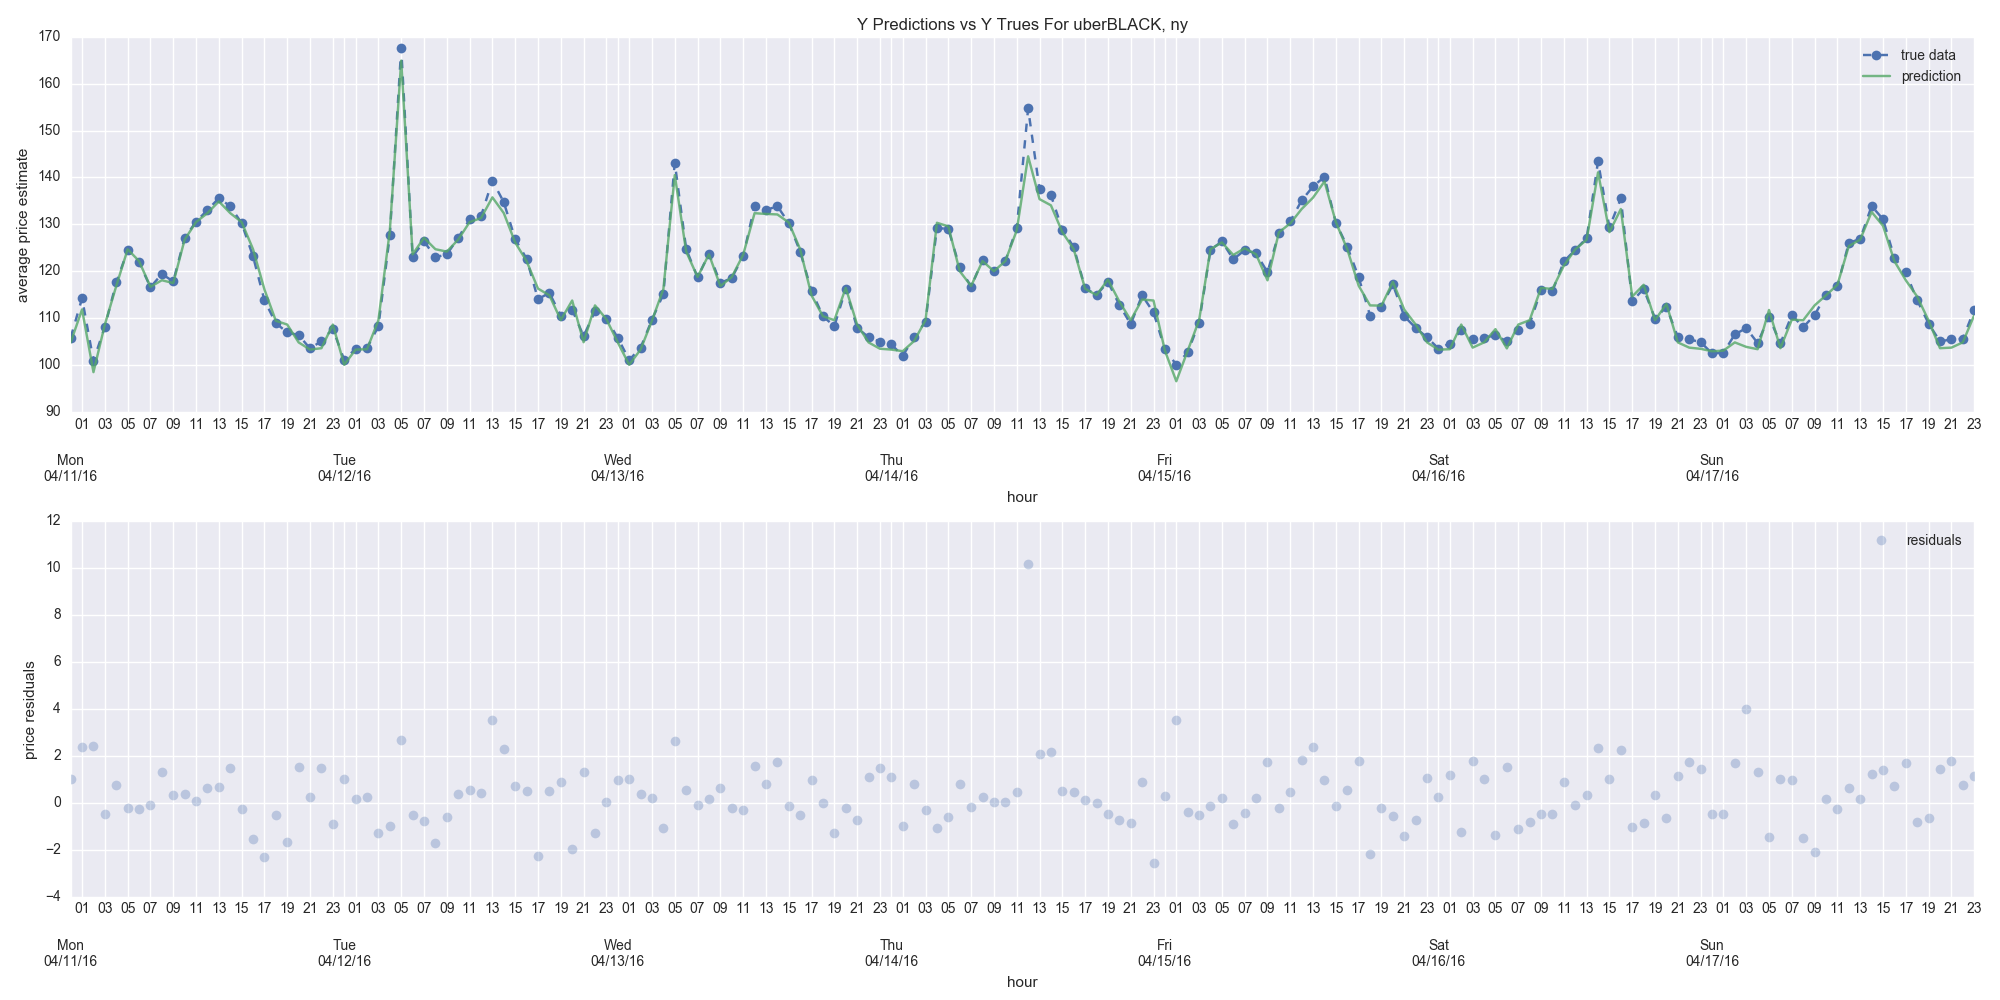 Y Predictions vs Y Trues For uberBLACK, ny
170
160
150
140
130
120
110
100
90
average price estimate
true data
prediction
01 03 05 07 09 11 13 15 17 19 21 23 01 03 05 07 09 11 13 15 17 19 21 23 01 03 05 07 09 11 13 15 17 19 21 23 01 03 05 07 09 11 13 15 17 19 21 23 01 03 05 07 09 11 13 15 17 19 21 23 01 03 05 07 09 11 13 15 17 19 21 23 01 03 05 07 09 11 13 15 17 19 21 23
Mon Tue Wed Thu Fri Sat Sun
04/11/16 04/12/16 04/13/16 04/14/16 04/15/16 04/16/16 04/17/16
hour
12
10
8
6
4
2
0
−2
−4
price residuals
residuals
01 03 05 07 09 11 13 15 17 19 21 23 01 03 05 07 09 11 13 15 17 19 21 23 01 03 05 07 09 11 13 15 17 19 21 23 01 03 05 07 09 11 13 15 17 19 21 23 01 03 05 07 09 11 13 15 17 19 21 23 01 03 05 07 09 11 13 15 17 19 21 23 01 03 05 07 09 11 13 15 17 19 21 23
Mon Tue Wed Thu Fri Sat Sun
04/11/16 04/12/16 04/13/16 04/14/16 04/15/16 04/16/16 04/17/16
hour